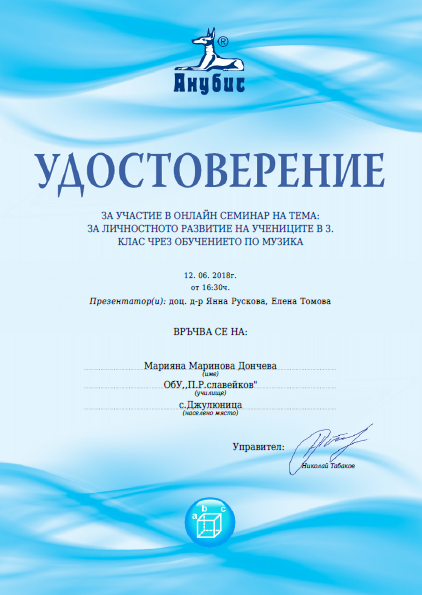 ®
Анубис
УДОСТОВЕРЕНИЕ
ЗА УЧАСТИЕ В ОНЛАЙН СЕМИНАР НА ТЕМА:
ЗА ЛИЧНОСТНОТО РАЗВИТИЕ НА УЧЕНИЦИТЕ В 3.
КЛАС ЧРЕЗ ОБУЧЕНИЕТО ПО МУЗИКА
12. 06. 2018г.
от 16:30ч.
Презентатор(и): доц. д-р Янна Рускова, Елена Томова
ВРЪЧВА СЕ НА:
Марияна Маринова Дончева
(име)
ОбУ,,П.Р.славейков"
(училище)
с.Джулюница
(населено място)
Управител:
Николай Табаков
a b c